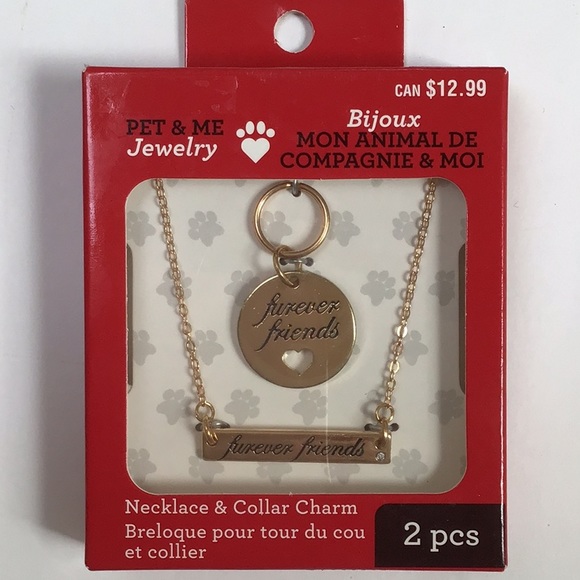 CAN $12.99
PET & ME
Jewelry
Bijoux
MON ANIMAL DE
COMPAGNIE & MOI
furever
friends
furever friends
Necklace & Collar Charm
Breloque pour tour du cou
et collier
2 pcs